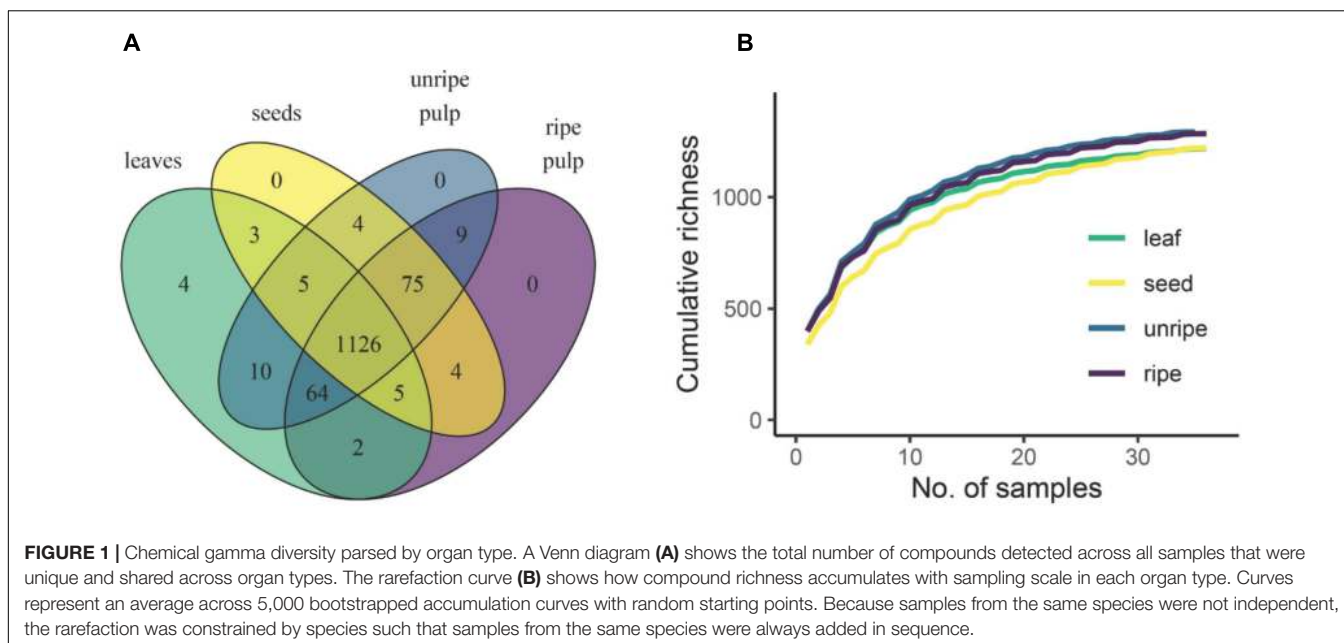 A
B
unripe
pulp
seeds
ripe
pulp
leaves
0
0
4
3
9
4
5
75
0
1126
10
64
5
4
2
Cumulative richness
1000
500
0
0 10 20 30
No. of samples
leaf
seed
unripe
ripe
FIGURE 1 | Chemical gamma diversity parsed by organ type. A Venn diagram (A) shows the total number of compounds detected across all samples that were
unique and shared across organ types. The rarefaction curve (B) shows how compound richness accumulates with sampling scale in each organ type. Curves
represent an average across 5,000 bootstrapped accumulation curves with random starting points. Because samples from the same species were not independent,
the rarefaction was constrained by species such that samples from the same species were always added in sequence.